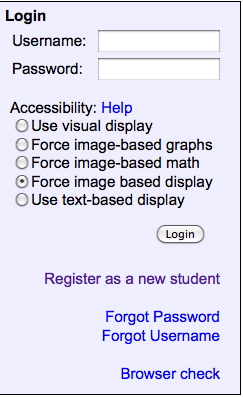 Login
Username:
Password:
Accessibility: Help
Use visual display
Force image-based graphs
Force image-based math
Force image based display
Use text-based display
Login
Register as a new student
Forgot Password
Forgot Username
Browser check